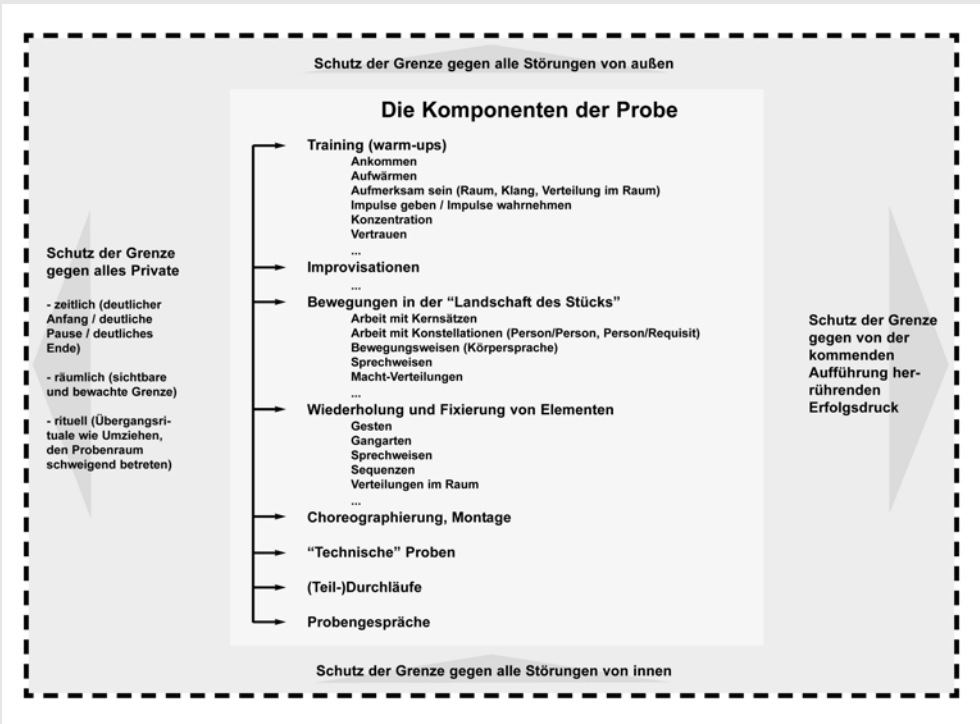 Schutz der Grenze gegen alle Störungen von außen
Die Komponenten der Probe
Training (warm-ups)
Ankommen
Aufwärmen
Aufmerksam sein (Raum, Klang, Verteilung im Raum)
Impulse geben / Impulse wahrnehmen
Konzentration
Vertrauen
...
Improvisationen
...
Bewegungen in der “Landschaft des Stücks”
Arbeit mit Kernsätzen
Arbeit mit Konstellationen (Person/Person, Person/Requisit)
Bewegungsweisen (Körpersprache)
Sprechweisen
Macht-Verteilungen
...
Wiederholung und Fixierung von Elementen
Gesten
Gangarten
Sprechweisen
Sequenzen
Verteilungen im Raum
...
Choreographierung, Montage
“Technische” Proben
(Teil-)Durchläufe
Probengespräche
Schutz der Grenze
gegen alles Private
- zeitlich (deutlicher
Anfang / deutliche
Pause / deutliches
Ende)
- räumlich (sichtbare
und bewachte Grenze)
- rituell (Übergangsri-
tuale wie Umziehen,
den Probenraum
schweigend betreten)
Schutz der Grenze
gegen von der
kommenden
Aufführung her-
rührenden
Erfolgsdruck
Schutz der Grenze gegen alle Störungen von innen